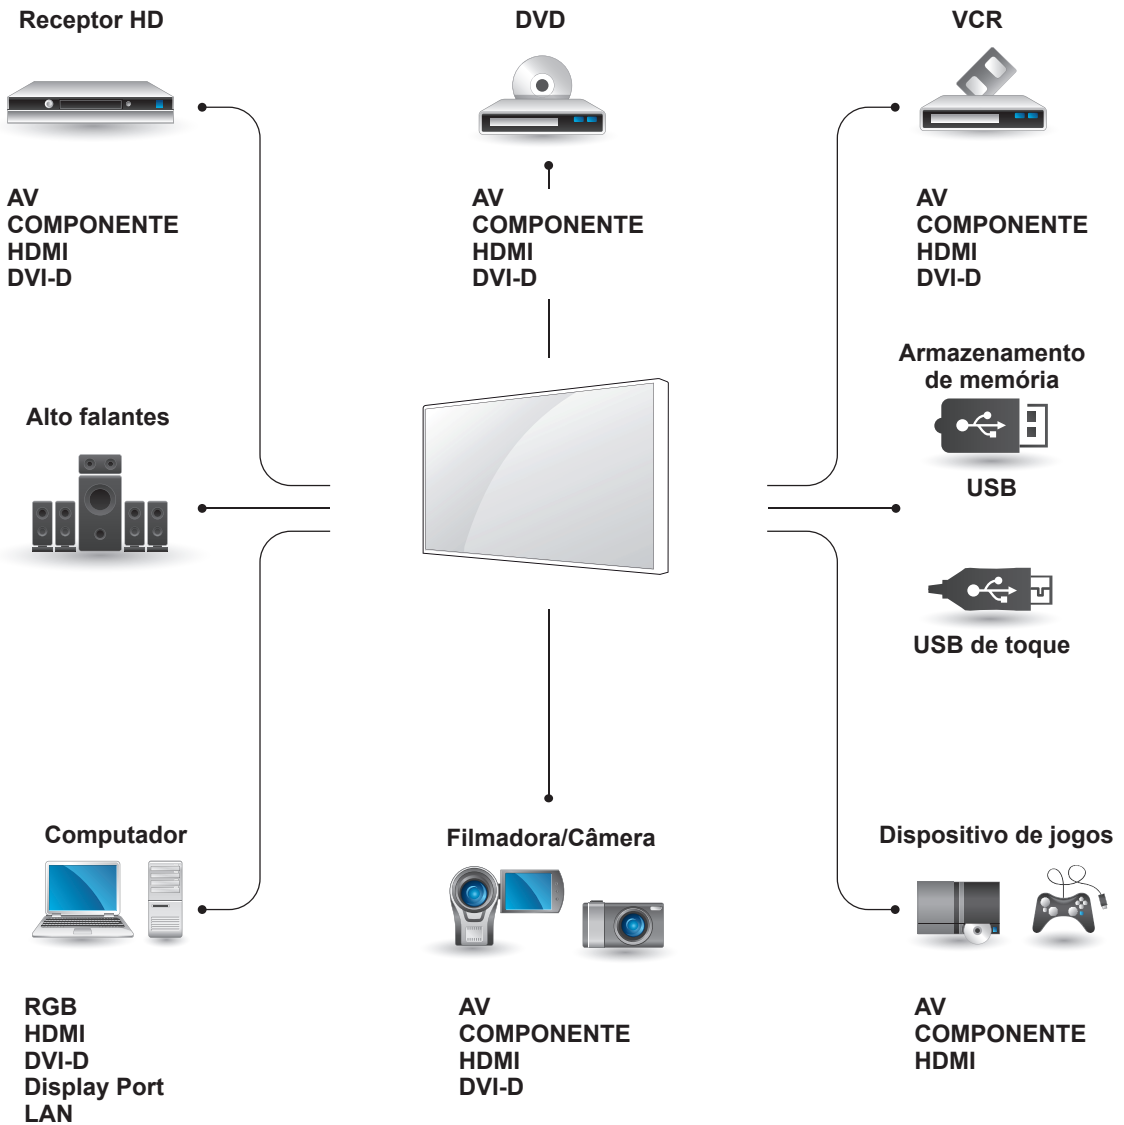 Receptor HD
AV
COMPONENTE
HDMI
DVI-D
DVD
AV
COMPONENTE
HDMI
DVI-D
VCR
AV
COMPONENTE
HDMI
DVI-D
Alto falantes
Armazenamento
de memória
USB
USB de toque
Computador
RGB
HDMI
DVI-D
Display Port
LAN
Filmadora/Câmera
AV
COMPONENTE
HDMI
DVI-D
Dispositivo de jogos
AV
COMPONENTE
HDMI